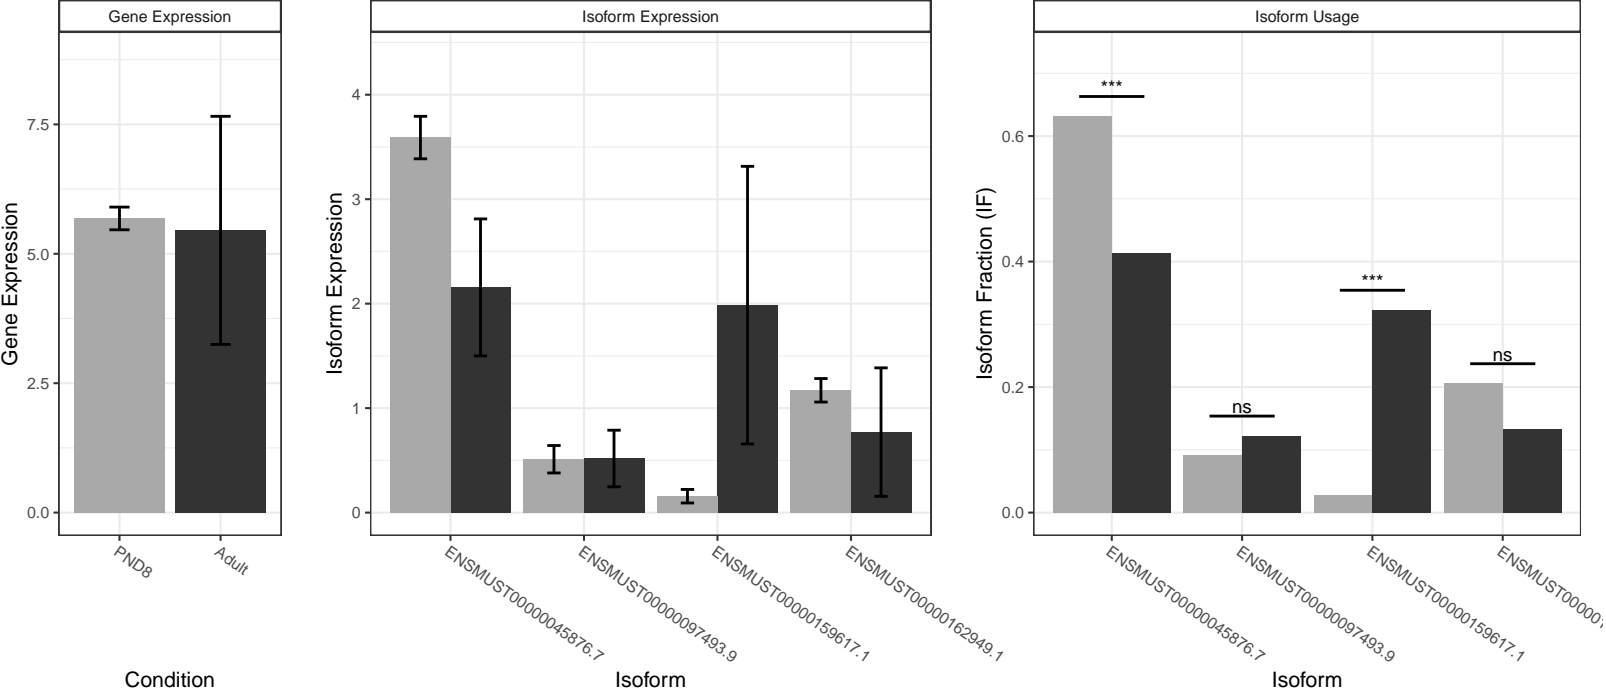 Gene Expression
Isoform Expression
Isoform Usage
Gene Expression
7.5
5.0
2.5
0.0
PND8
Adult
Condition
Isoform Expression
4
3
2
1
0
ENSMUST00000045876.7
ENSMUST00000097493.9
ENSMUST00000159617.1
ENSMUST00000162949.1
Isoform
Isoform Fraction (IF)
0.6
0.4
0.2
0.0
***
ns
***
ns
ENSMUST00000045876.7
ENSMUST00000097493.9
ENSMUST00000159617.1
ENSMUST000001
Isoform